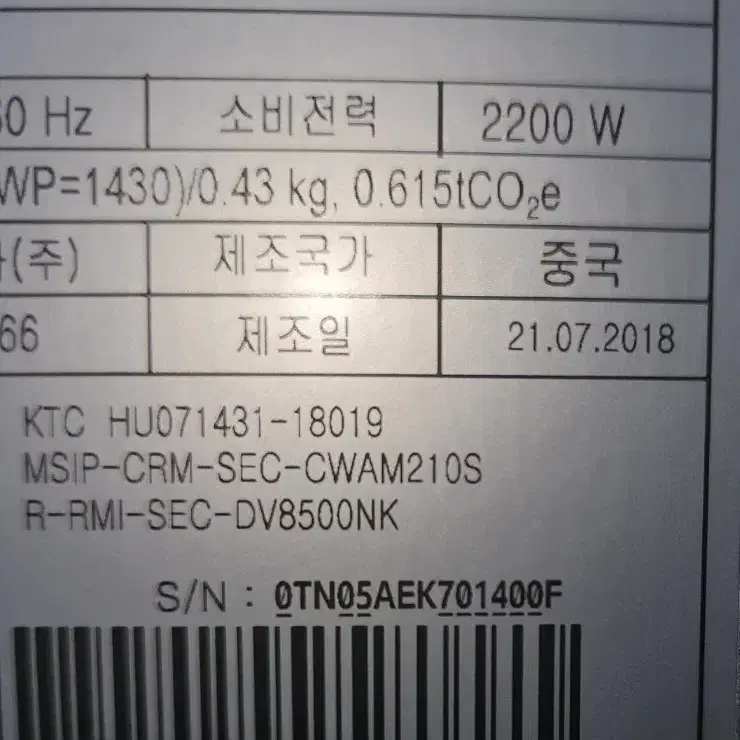 60 Hz 소비전력 2200 W
WP=1430)/0.43 kg, 0.615tCO₂e
(주) 제조국가 중국
66 제조일 21.07.2018
KTC HU071431-18019
MSIP-CRM-SEC-CWAM210S
R-RMI-SEC-DV8500NK
S/N : 0TN05AEK701400F